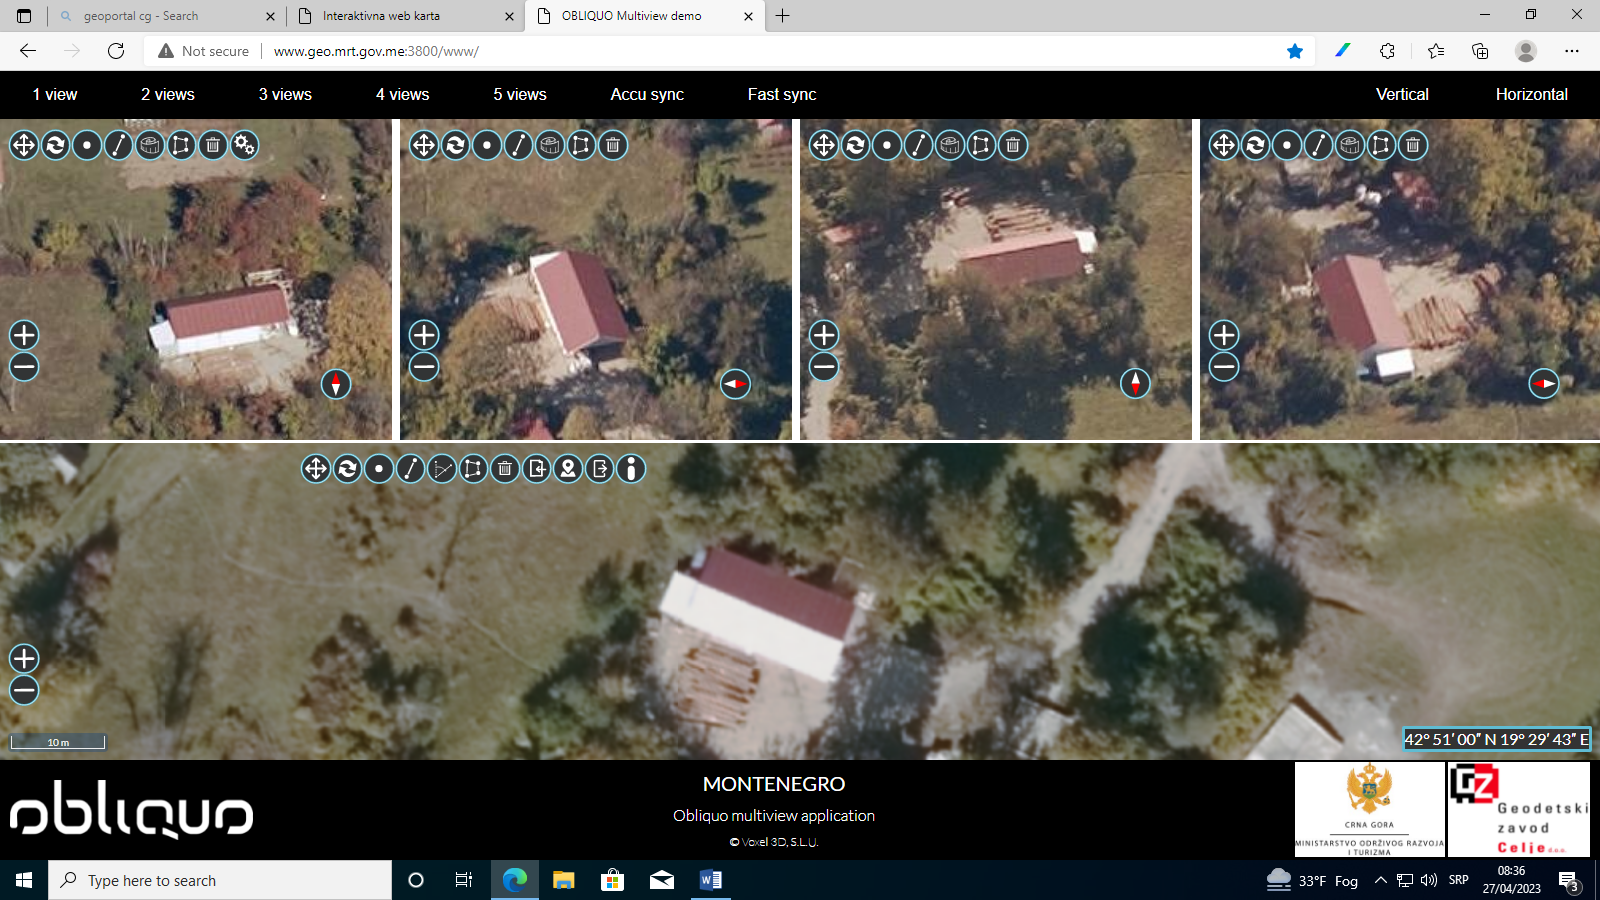 geoportal cg - Search
Interaktivna web karta
OBLIQUO Multiview demo
Not secure
www.geo.mrt.gov.me:3800/www/
1 view
2 views
3 views
4 views
5 views
Accu sync
Fast sync
Vertical
Horizontal
10 m
42° 51′ 00″ N 19° 29′ 43″ E
obliquo
MONTENEGRO
Obliquo multiview application
© Voxel 3D, S.L.U.
CRNA GORA
MINISTARSTVO ODRŽIVOG RAZVOJA
I TURIZMA
GZ
Geodetski
zavod
Celje d.o.o.
Type here to search
W
33°F Fog
SRP
08:36
27/04/2023
3